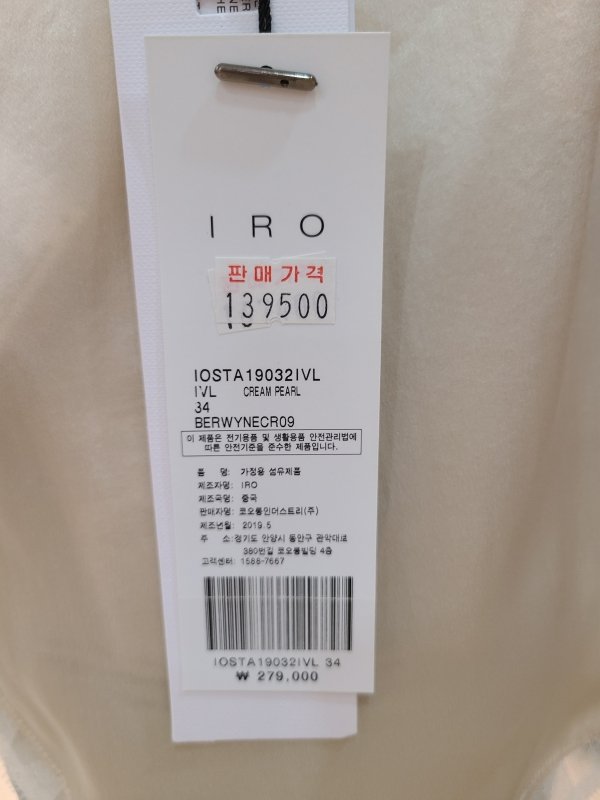 IRO
판매가격
139500
IOSTA19032IVL
IVL CREAM PEARL
34
BERWYNECR09
이 제품은 전기용품 및 생활용품 안전관리법에
따른 안전기준을 준수한 제품입니다.
품 명: 가정용 섬유제품
제조자명: IRO
제조국명: 중국
판매자명: 코오롱인더스트리(주)
제조년월: 2019.5
주 소:경기도 안양시 동안구 관악대로
380번길 코오롱빌딩 4층
고객센터: 1588-7667
IOSTA19032IVL 34
₩ 279,000